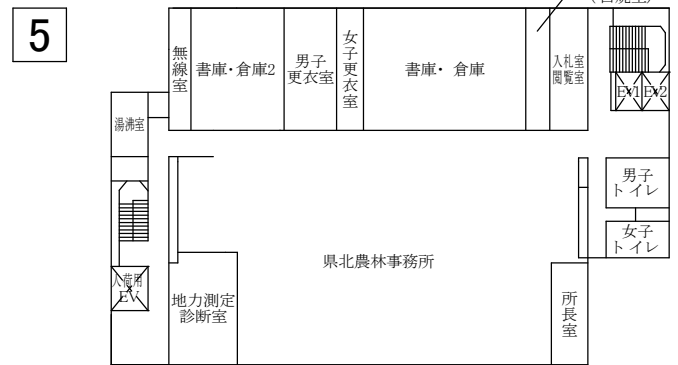 5
無線室
書庫・倉庫2
男子
更衣室
女子更衣室
書庫・ 倉庫
入札室
閲覧室
EV1
EV2
湯沸室
男子
トイレ
女子
トイレ
県北農林事務所
人荷用
EV
地力測定
診断室
所長室